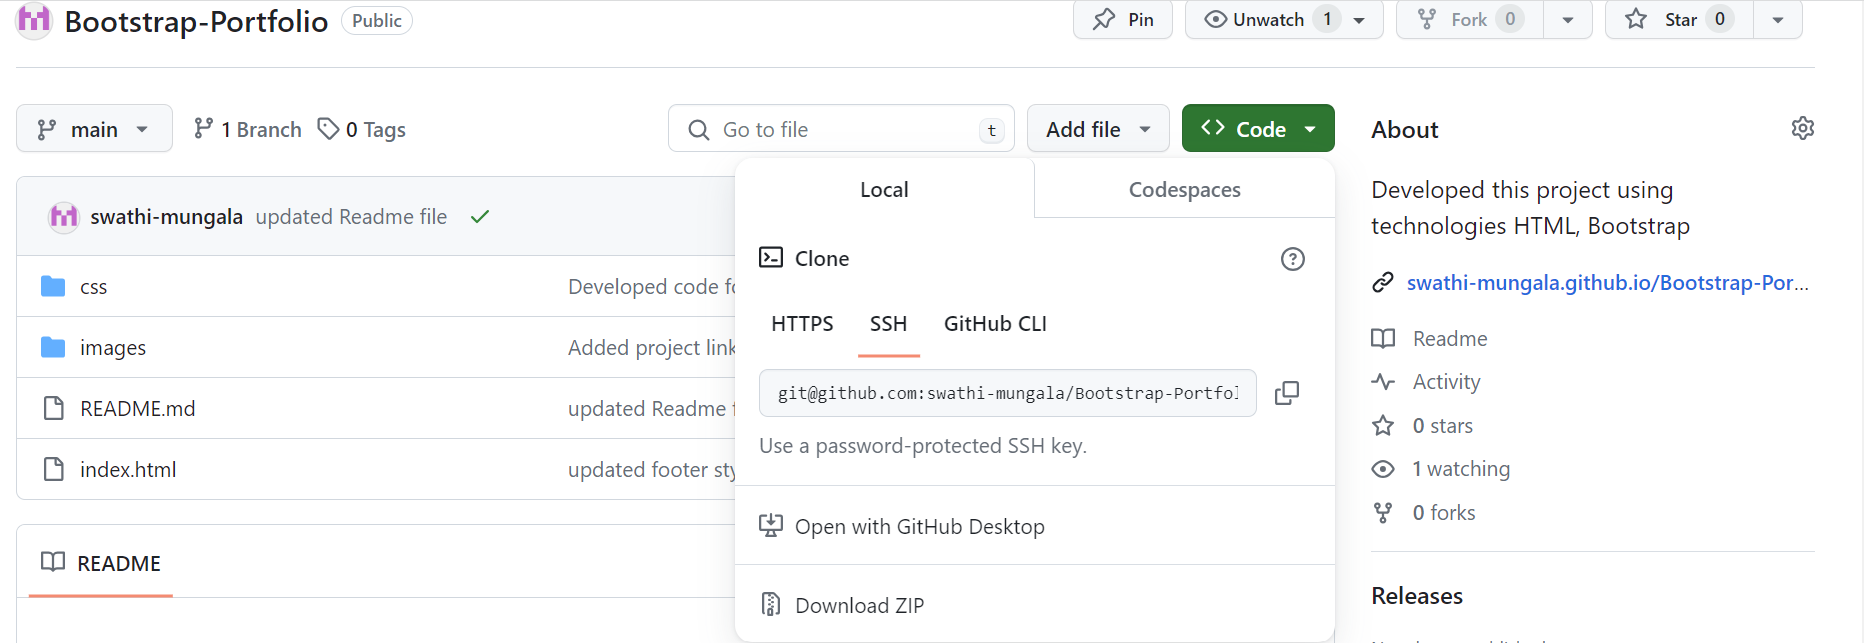 Bootstrap-Portfolio Public
Pin
Unwatch 1
Fork 0
Star 0
main
1 Branch
0 Tags
Go to file t
Add file
Code
swathi-mungala updated Readme file
css Developed code
images Added project link
README.md updated Readme
index.html updated footer
README
Local
Codespaces
Clone
HTTPS SSH GitHub CLI
git@github.com:swathi-mungala/Bootstrap-Portfol
Use a password-protected SSH key.
Open with GitHub Desktop
Download ZIP
About
Developed this project using
technologies HTML, Bootstrap
swathi-mungala.github.io/Bootstrap-Por...
Readme
Activity
0 stars
1 watching
0 forks
Releases